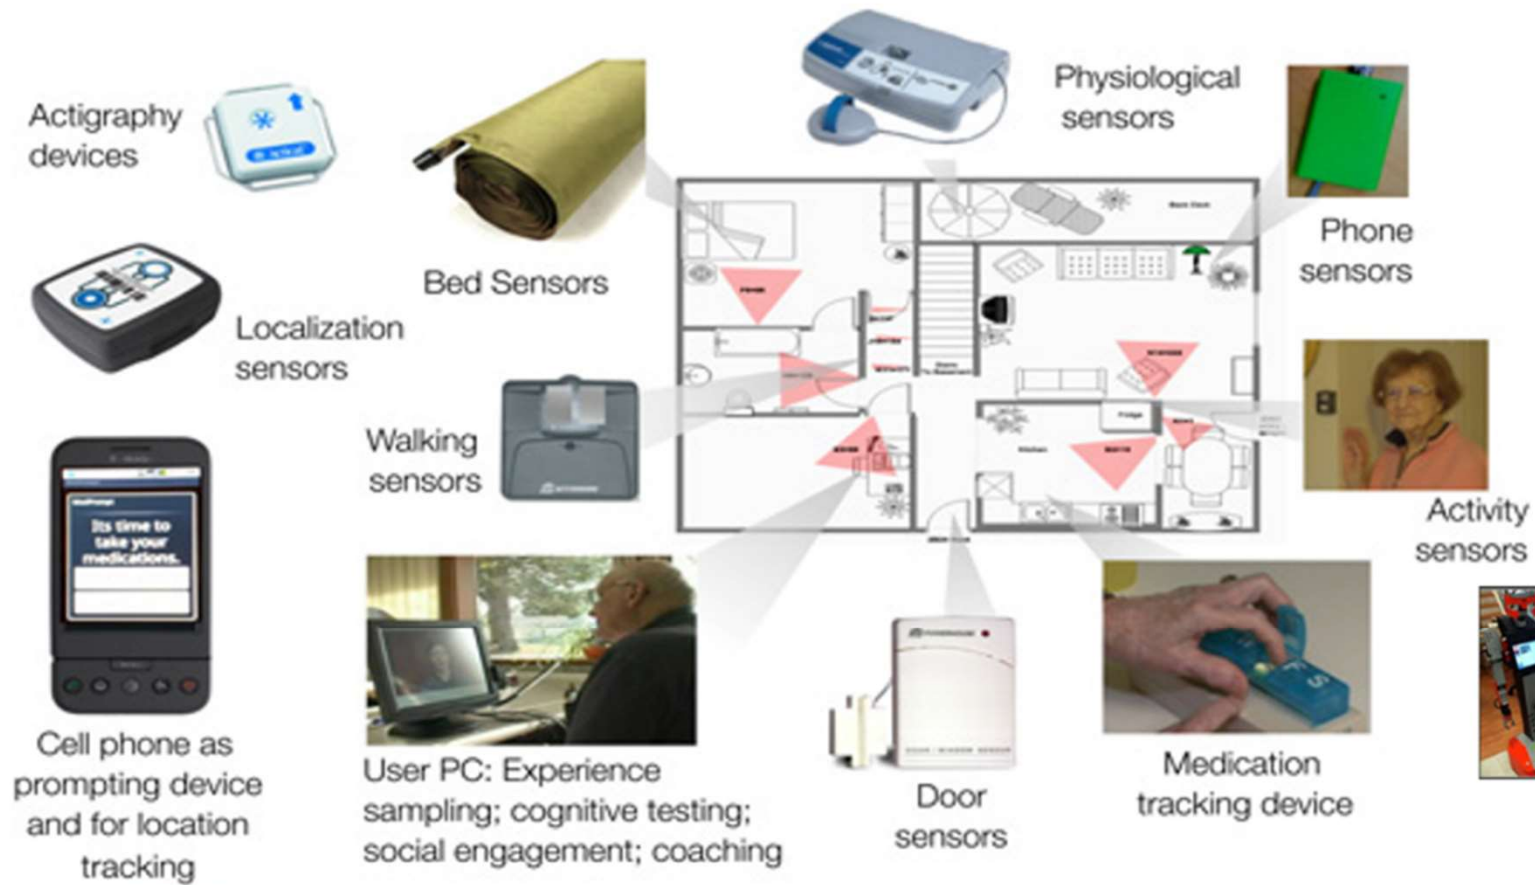 Actigraphy
devices
Bed Sensors
Physiological
sensors
Phone
sensors
Localization
sensors
Walking
sensors
Activity
sensors
Fridge
Kitchen
Its time to
take your
medications.
Cell phone as
prompting device
and for location
tracking
User PC: Experience
sampling; cognitive testing;
social engagement; coaching
Door
sensors
Medication
tracking device